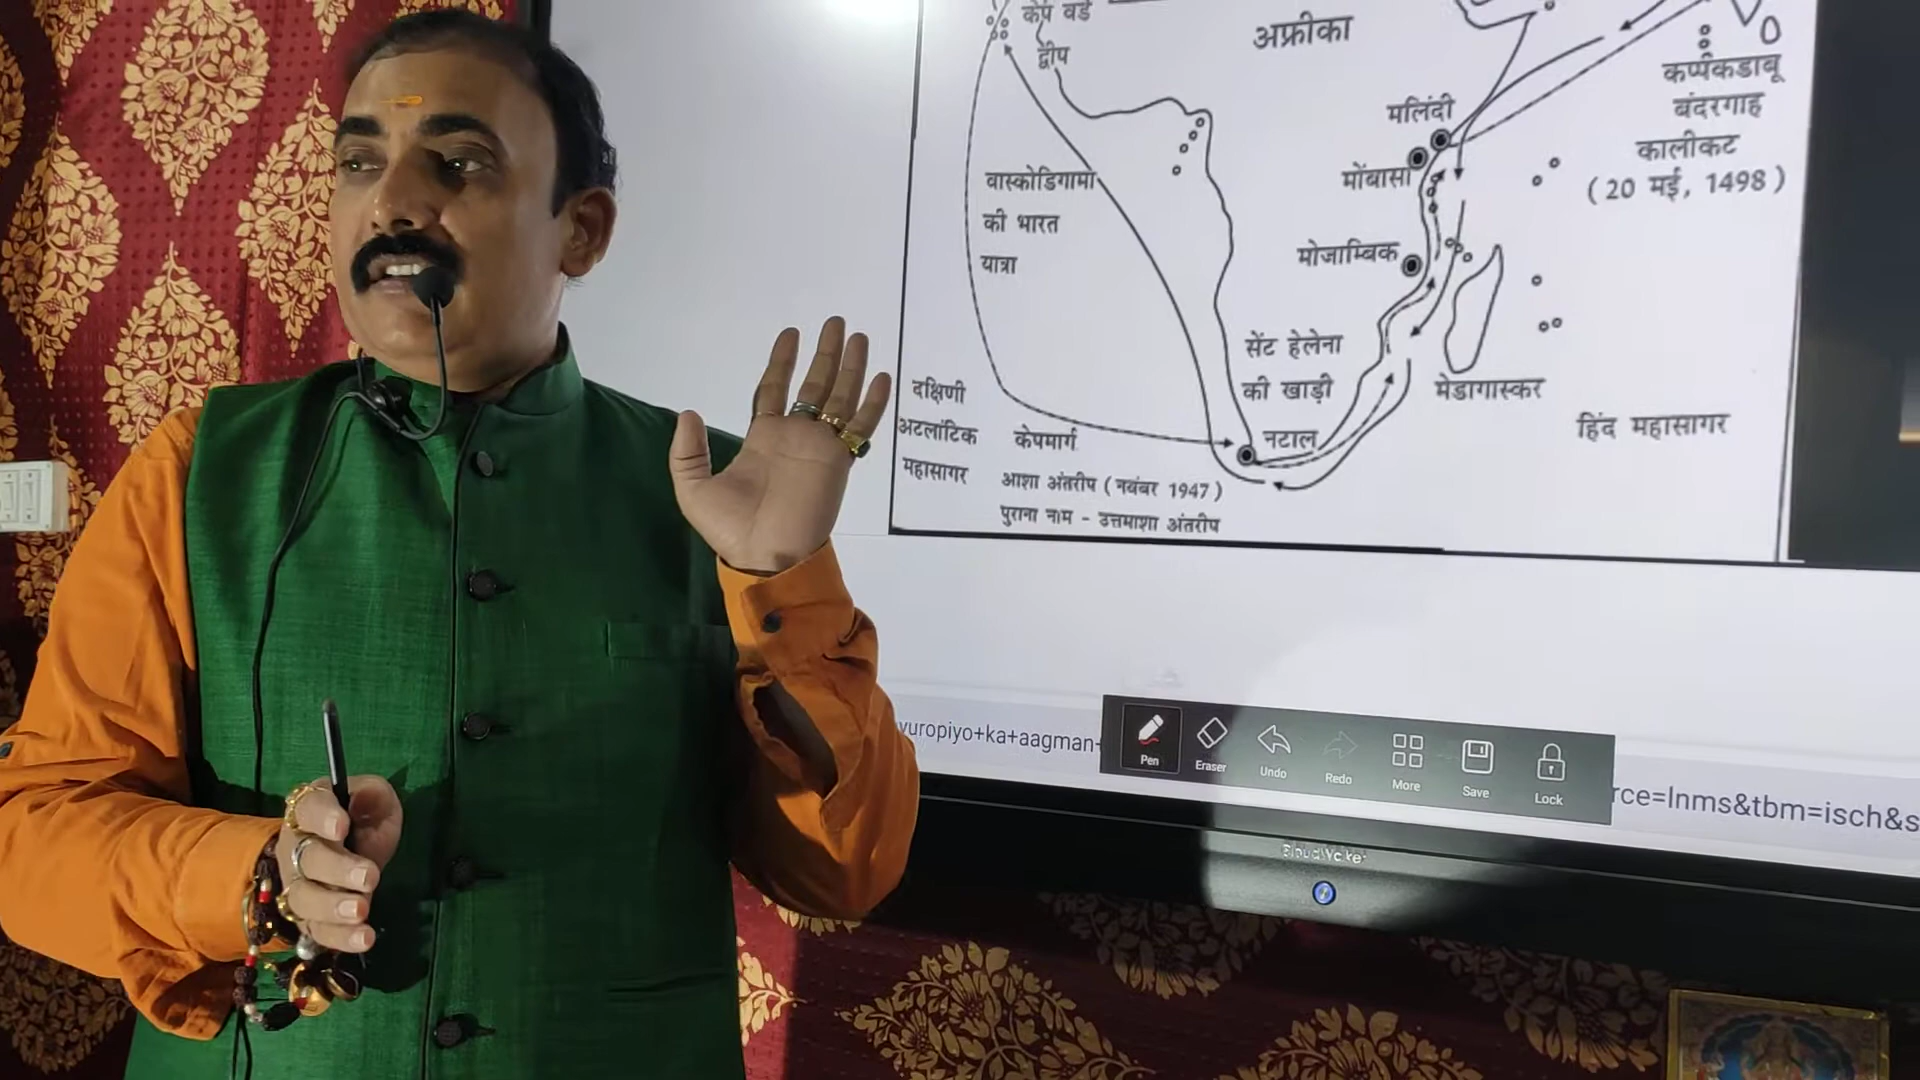 केप वर्ड
द्वीप
अफ्रीका
कर्प्पकडाबू
बंदरगाह
कालीकट
( 20 मई, 1498 )
मलिंदी
मोंबासा
मोजाम्बिक
वास्कोडिगामा
की भारत
यात्रा
सेंट हेलेना
की खाड़ी
मेडागास्कर
हिंद महासागर
दक्षिणी
अटलांटिक
महासागर
केपमार्ग
नटाल
आशा अंतरीप ( नवंबर 1947 )
पुराना नाम - उत्तमाशा अंतरीप
yuropiyo+ka+aagman+
rce=lnms&tbm=isch&s
Pen
Eraser
Undo
Redo
More
Save
Lock